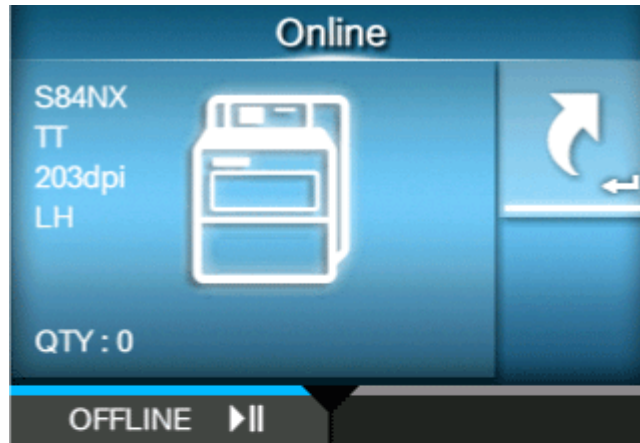 Online
S84NX
TT
203dpi
LH
QTY : 0
OFFLINE